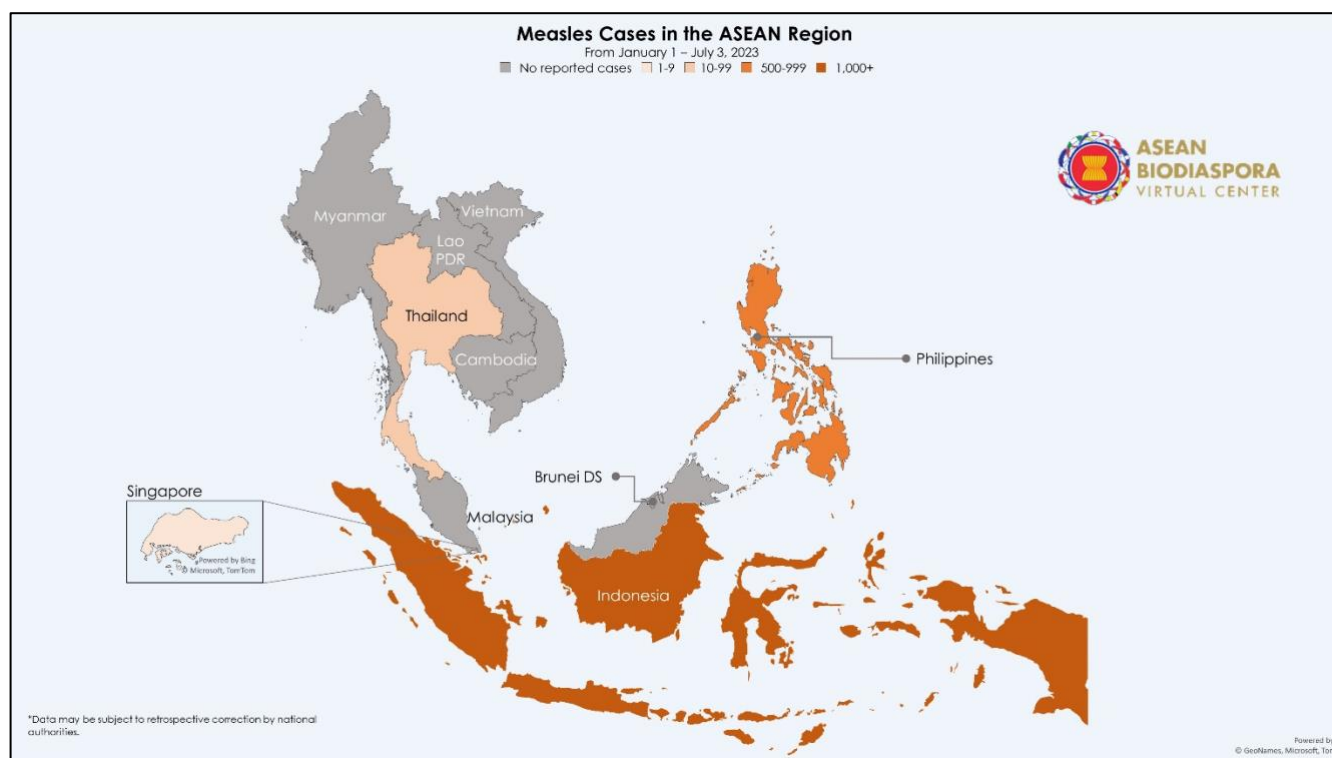 Measles Cases in the ASEAN Region
From January 1 – July 3, 2023
No reported cases 1-9 10-99 500-999 1,000+
ASEAN
BIODIASPORA
VIRTUAL CENTER
Myanmar
Vietnam
Lao
PDR
Thailand
Cambodia
Philippines
Brunei DS
Singapore
Malaysia
Powered by Bing
© Microsoft, TomTom
Indonesia
*Data may be subject to retrospective correction by national
authorities.
Powered by
© GeoNames, Microsoft, Tom